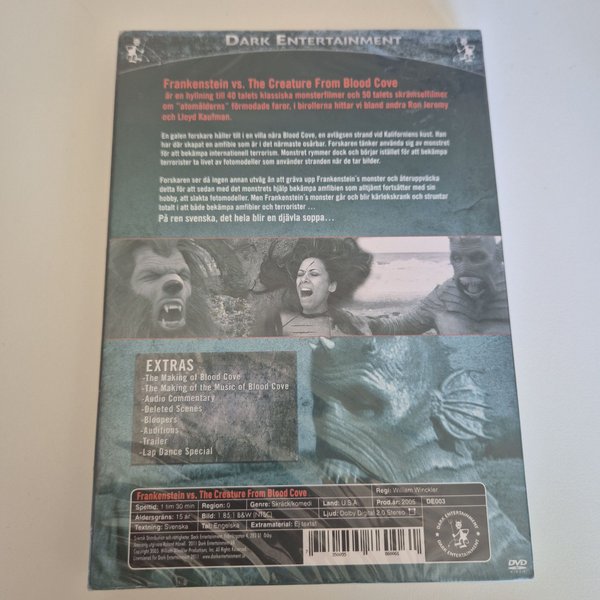 DARK ENTERTAINMENT
Frankenstein vs. The Creature From Blood Cove
är en hyllning till 40 talets klassiska monsterfilmer och 50 talets skrämselfilmer
om "atomålderns" förmodade faror, i birollerna hittar vi bland andra Ron Jeromy
och Lloyd Kaufman.
En galen forskare håller till i en villa nära Blood Cove, en avlägsen strand vid Kaliforniens kust. Han
har där skapat en amfibie som är i det närmaste osårbar. Forskaren tänker använda sig av monstret
för att bekämpa internationell terrorism. Monstret rymmer dock och börjar istället för att bekämpa
terrorister ta livet av fotomodeller som använder stranden när de tar bilder.
Forskaren ser då ingen annan utväg än att gräva upp Frankenstein's monster och återuppväcka
detta för att sedan med det monstrets hjälp bekämpa amfibien som alltjämt fortsätter med sin
hobby, att slakta fotomodeller. Men Frankenstein's monster går och blir kärlekskrank och struntar
totalt i att både bekämpa amfibier och terrorister ...
På ren svenska, det hela blir en djävla soppa...
EXTRAS
-The Making of Blood Cove
-The Making of the Music of Blood Cove
-Audio Commentary
-Deleted Scenes
-Bloopers
-Auditions
-Trailer
-Lap Dance Special
Frankenstein vs. The Creature From Blood Cove Regi: William Winckler
Speltid, 1 tim 30 min Region: 0 Genre: Skräck/komedi Land: U.S.A Prod.år: 2005 DE003
Åldersgräns: 15 år Bild: 1.85:1 B&W (NTSC) Ljud: Dolby Digital 2.0 Stereo
Textning: Svenska Tal: Engelska Extramaterial: Ej textat
DARK ENTERTAINMENT
DARK ENTERTAINMENT
DVD
VIDEO